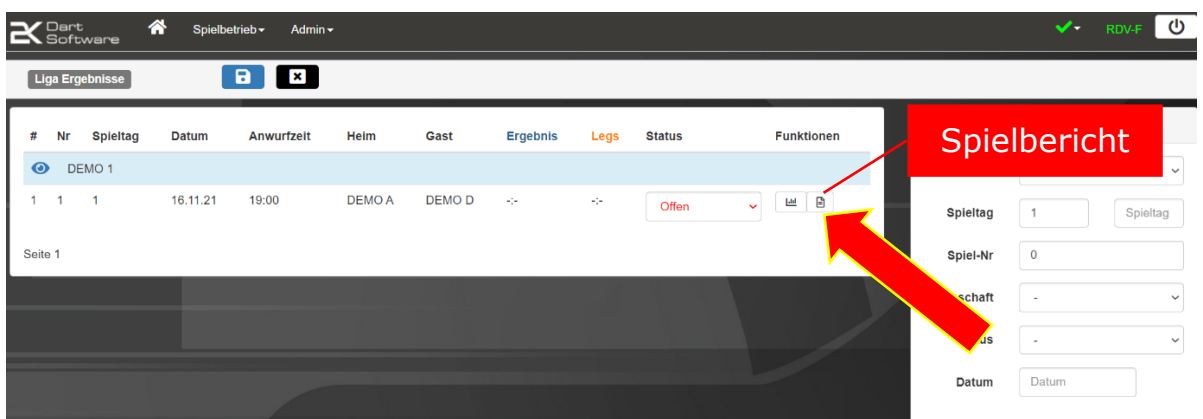 Dart Software Spielbetrieb Admin RDV-F
Liga Ergebnisse
Spielbericht
# Nr Spieltag Datum Anwurfzeit Heim Gast Ergebnis Legs Status Funktionen
DEMO 1
1 1 1 16.11.21 19:00 DEMO A DEMO D -:- -:- Offen
Seite 1
Spieltag 1 Spieltag
Spiel-Nr 0
schaft -
us -
Datum Datum